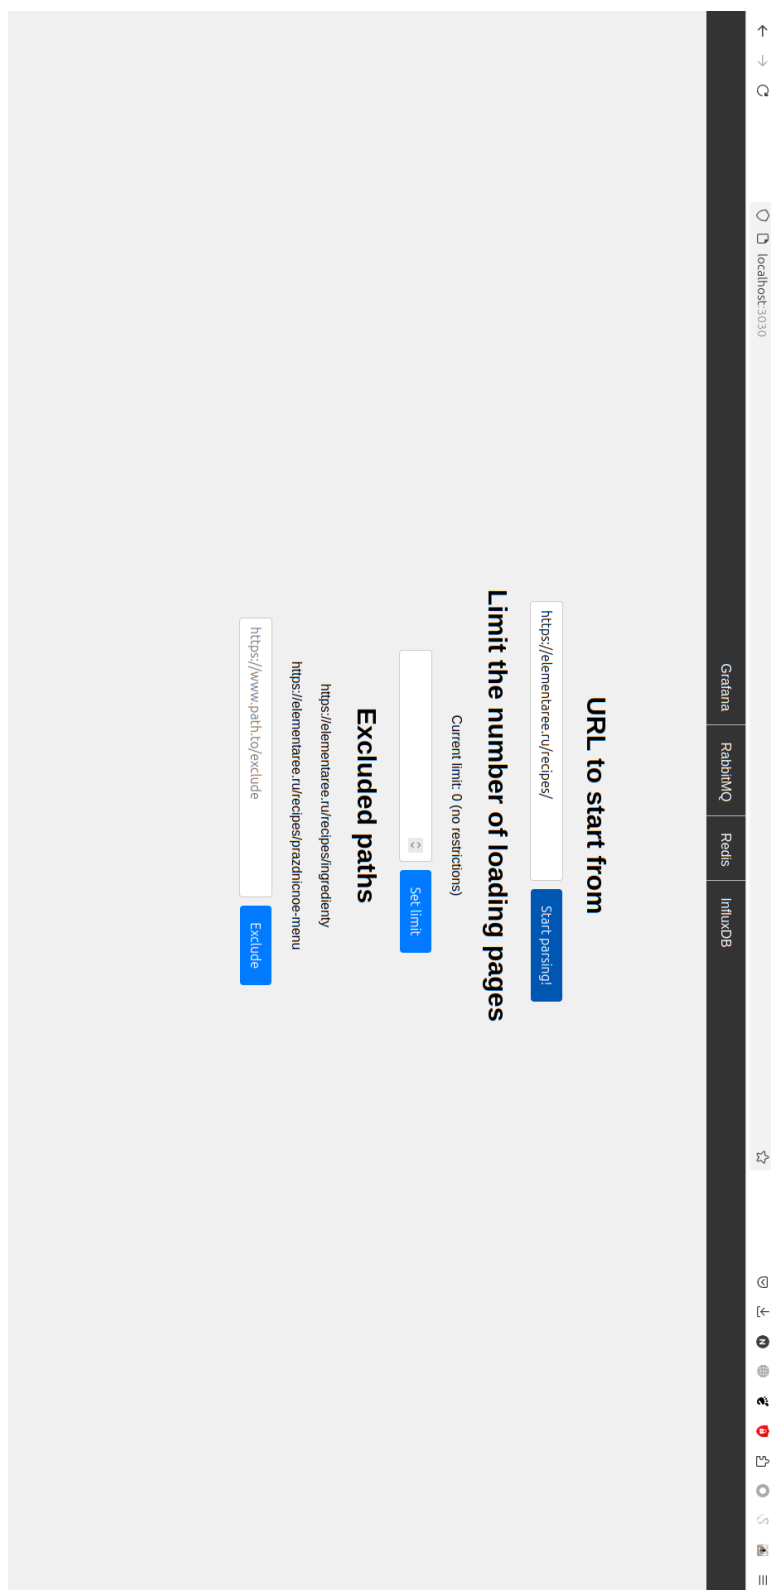 localhost:3030
Grafana
RabbitMQ
Redis
InfluxDB
URL to start from
https://elementaree.ru/recipes/
Start parsing!
Limit the number of loading pages
Current limit: 0 (no restrictions)
Set limit
Excluded paths
https://elementaree.ru/recipes/ingredienty
https://elementaree.ru/recipes/prazdnicnoe-menu
https://www.path.to/exclude
Exclude